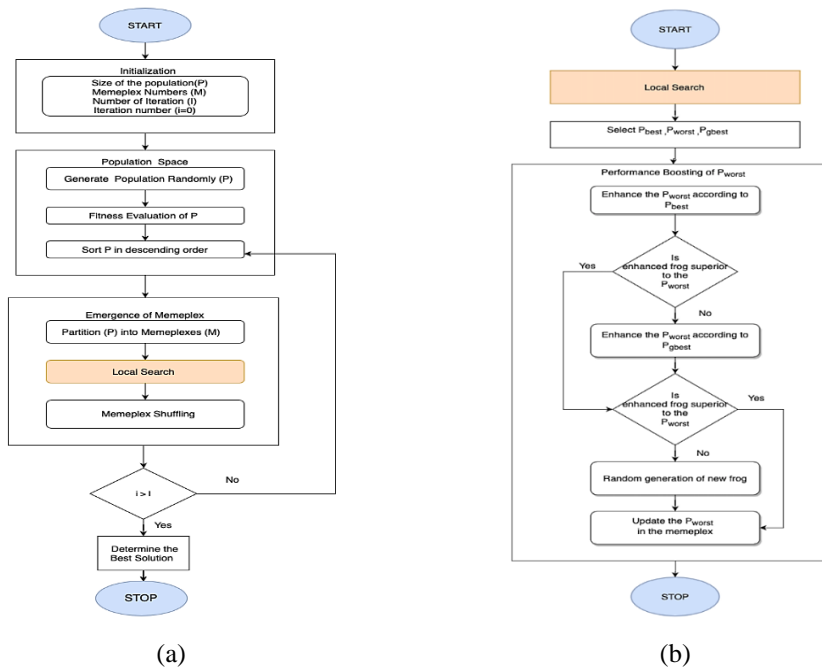 START
Initialization
Size of the population(P)
Memeplex Numbers (M)
Number of Iteration (I)
Iteration number (i=0)
Population Space
Generate Population Randomly (P)
Fitness Evaluation of P
Sort P in descending order
Emergence of Memeplex
Partition (P) into Memeplexes (M)
Local Search
Memeplex Shuffling
i > I
No
Yes
Determine the
Best Solution
STOP
(a)
START
Local Search
Select Pbest ,Pworst ,Pgbest
Performance Boosting of Pworst
Enhance the Pworst according to
Pbest
Is
enhanced frog superior
to the
Pworst
Yes
No
Enhance the Pworst according to
Pgbest
Is
enhanced frog superior
to the
Pworst
Yes
No
Random generation of new frog
Update the Pworst
in the memeplex
STOP
(b)